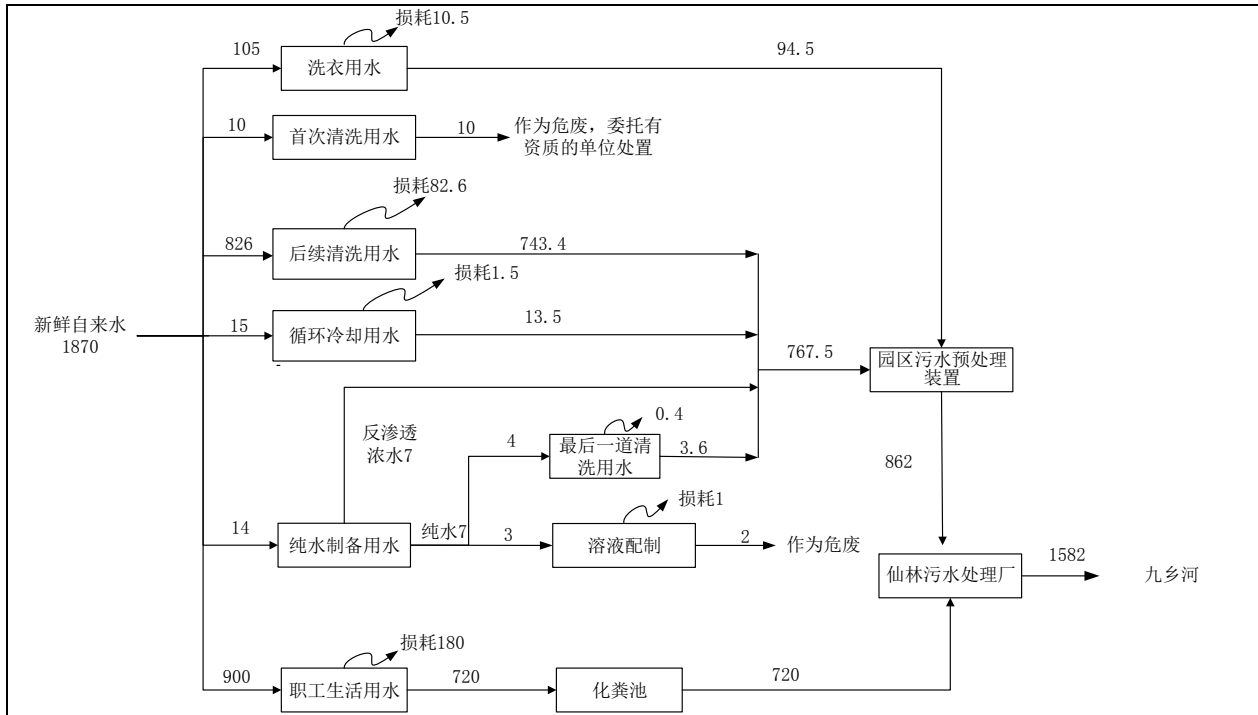 损耗10.5
105
洗衣用水
94.5
10
首次清洗用水
10
作为危废，委托有
资质的单位处置
损耗82.6
826
后续清洗用水
743.4
损耗1.5
新鲜自来水
1870
15
循环冷却用水
13.5
767.5
园区污水预处理
装置
反渗透
浓水7
0.4
4
最后一道清
洗用水
3.6
862
损耗1
14
纯水制备用水
纯水7
3
溶液配制
2
作为危废
仙林污水处理厂
1582
九乡河
损耗180
900
职工生活用水
720
化粪池
720